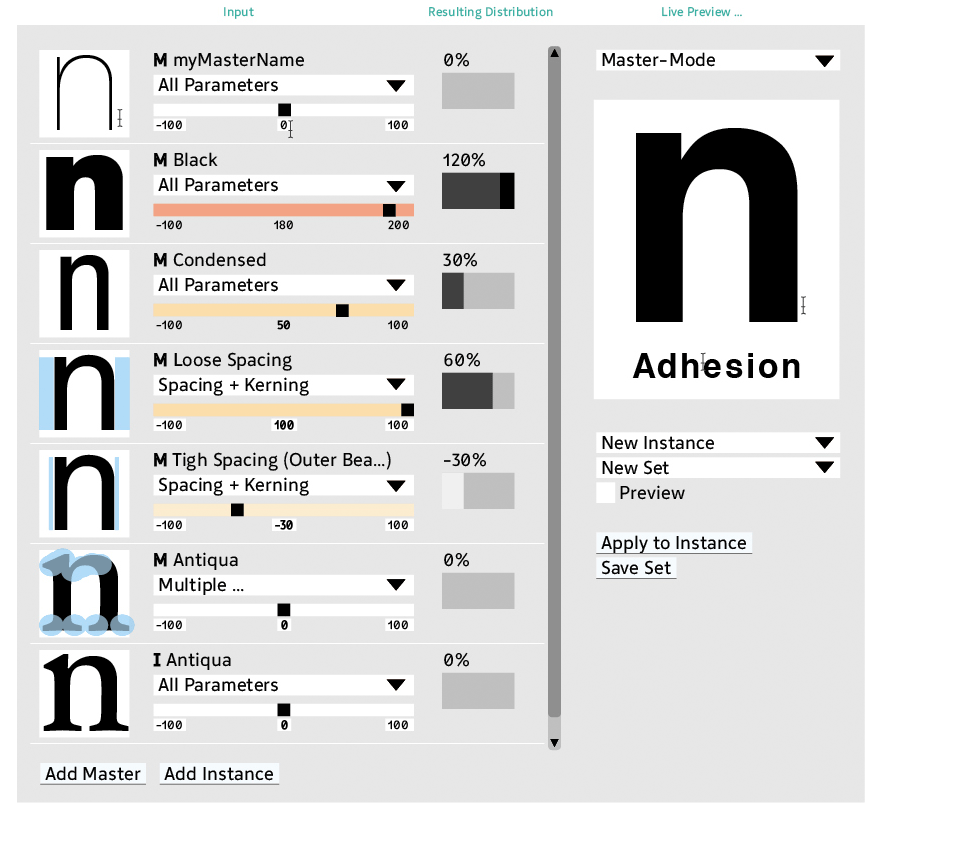 Input Resulting Distribution Live Preview ...
M myMasterName 0%
All Parameters
-100 0 100
M Black 120%
All Parameters
-100 180 200
M Condensed 30%
All Parameters
-100 50 100
M Loose Spacing 60%
Spacing + Kerning
-100 100 100
M Tigh Spacing (Outer Bea...) -30%
Spacing + Kerning
-100 -30 100
M Antiqua 0%
Multiple ...
-100 0 100
I Antiqua 0%
All Parameters
-100 0 100
Add Master Add Instance
Master-Mode
n
Adhesion
New Instance
New Set
Preview
Apply to Instance
Save Set
n
n
n
n
n
n
n